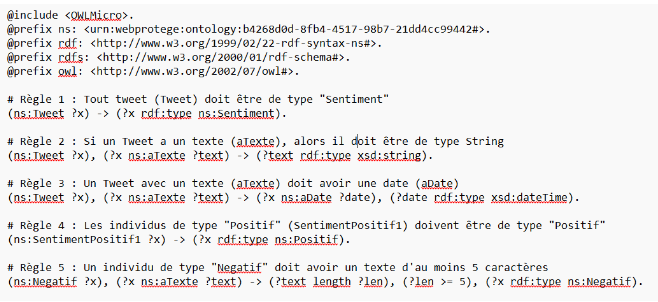 @include <OWLMicro>.
@prefix ns: <urn:webprotege:ontology:b4268d0d-8fb4-4517-98b7-21dd4cc99442#>.
@prefix rdf: <http://www.w3.org/1999/02/22-rdf-syntax-ns#>.
@prefix rdfs: <http://www.w3.org/2000/01/rdf-schema#>.
@prefix owl: <http://www.w3.org/2002/07/owl#>.
# Règle 1 : Tout tweet (Tweet) doit être de type "Sentiment"
(ns:Tweet ?x) -> (?x rdf:type ns:Sentiment).
# Règle 2 : Si un Tweet a un texte (aTexte), alors il doit être de type String
(ns:Tweet ?x), (?x ns:aTexte ?text) -> (?text rdf:type xsd:string).
# Règle 3 : Un Tweet avec un texte (aTexte) doit avoir une date (aDate)
(ns:Tweet ?x), (?x ns:aTexte ?text) -> (?x ns:aDate ?date), (?date rdf:type xsd:dateTime).
# Règle 4 : Les individus de type "Positif" (SentimentPositif1) doivent être de type "Positif"
(ns:SentimentPositif1 ?x) -> (?x rdf:type ns:Positif).
# Règle 5 : Un individu de type "Negatif" doit avoir un texte d'au moins 5 caractères
(ns:Negatif ?x), (?x ns:aTexte ?text) -> (?text length ?len), (?len >= 5), (?x rdf:type ns:Negatif).